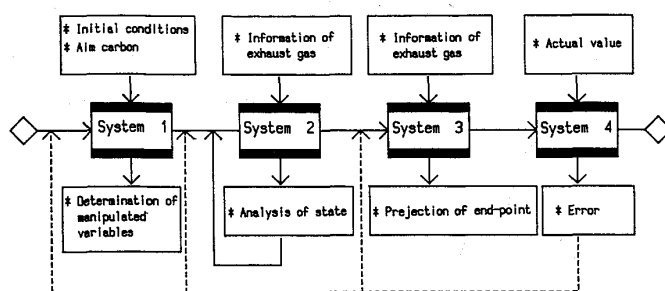 * Initial conditions
* Aim carbon
* Information of
exhaust gas
* Information of
exhaust gas
* Actual value
System 1
System 2
System 3
System 4
* Determination of
manipulated
variables
* Analysis of state
* Prejection of end-point
* Error